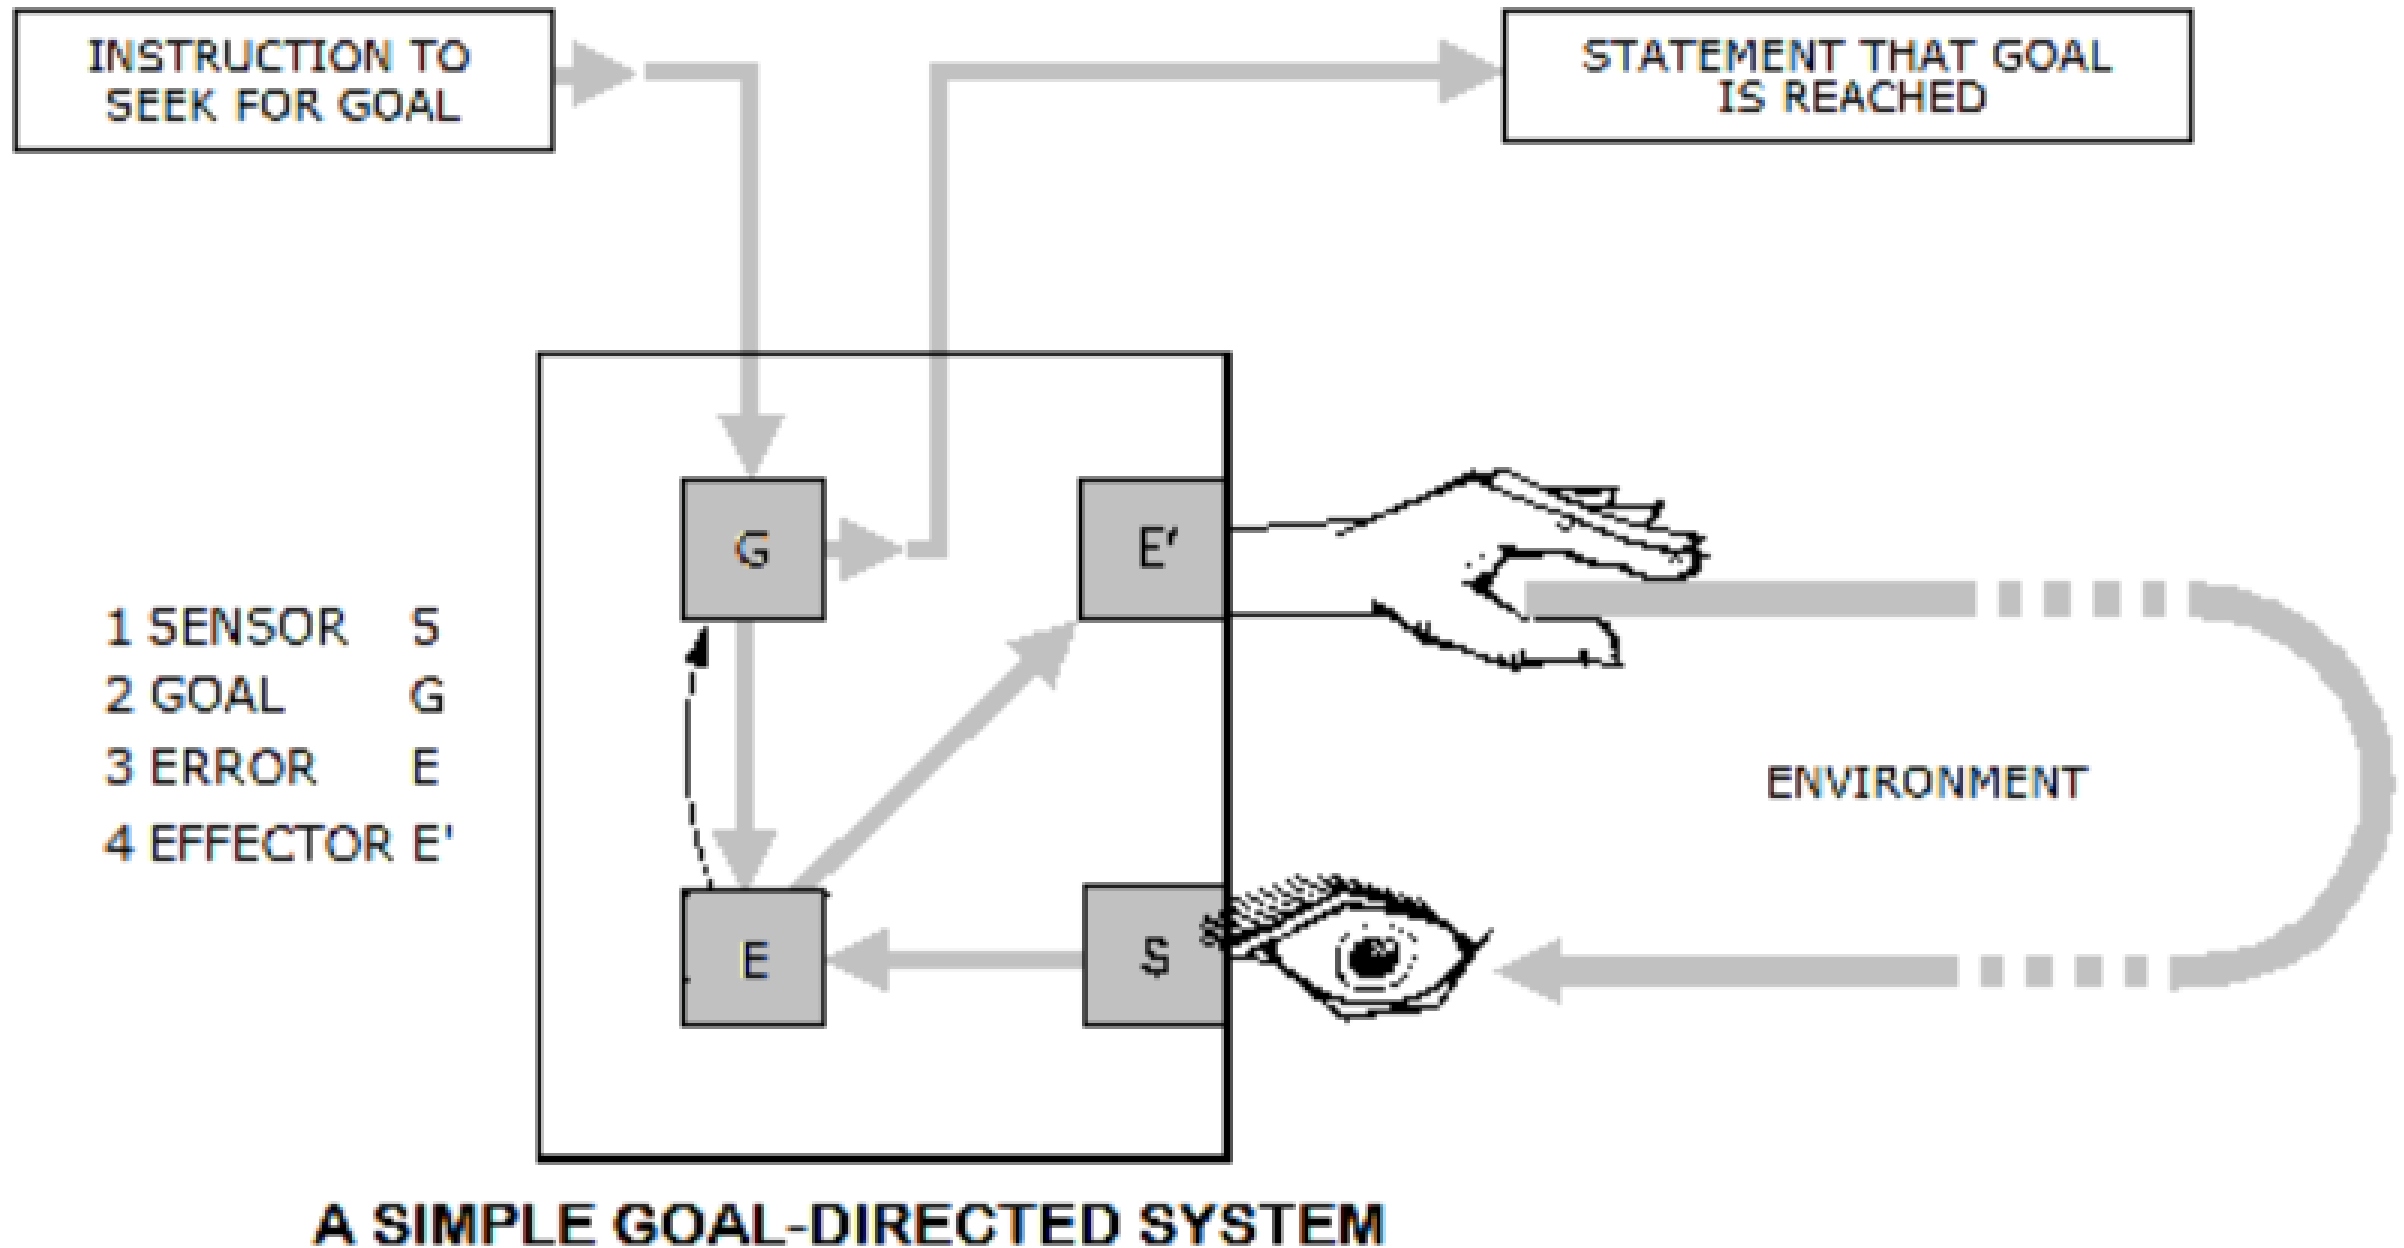 INSTRUCTION TO
SEEK FOR GOAL
STATEMENT THAT GOAL
IS REACHED
G
E'
1 SENSOR S
2 GOAL G
3 ERROR E
4 EFFECTOR E'
ENVIRONMENT
E
S
A SIMPLE GOAL-DIRECTED SYSTEM